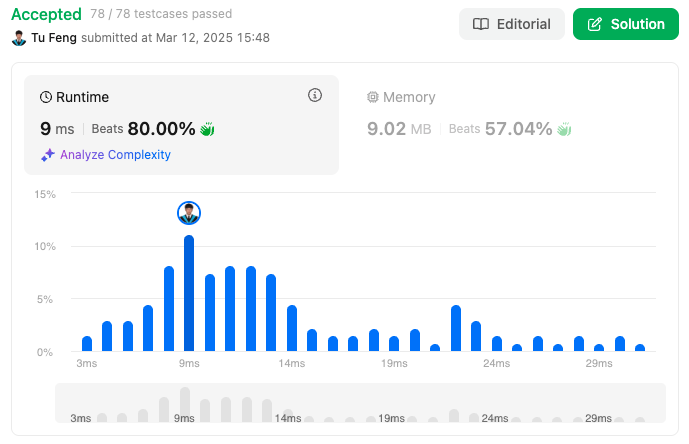 Accepted 78 / 78 testcases passed
Editorial
Solution
Tu Feng submitted at Mar 12, 2025 15:48
Runtime
Memory
9 ms Beats 80.00%
9.02 MB Beats 57.04%
Analyze Complexity
15%
10%
5%
0%
3ms 9ms 14ms 19ms 24ms 29ms
3ms 9ms 14ms 19ms 24ms 29ms